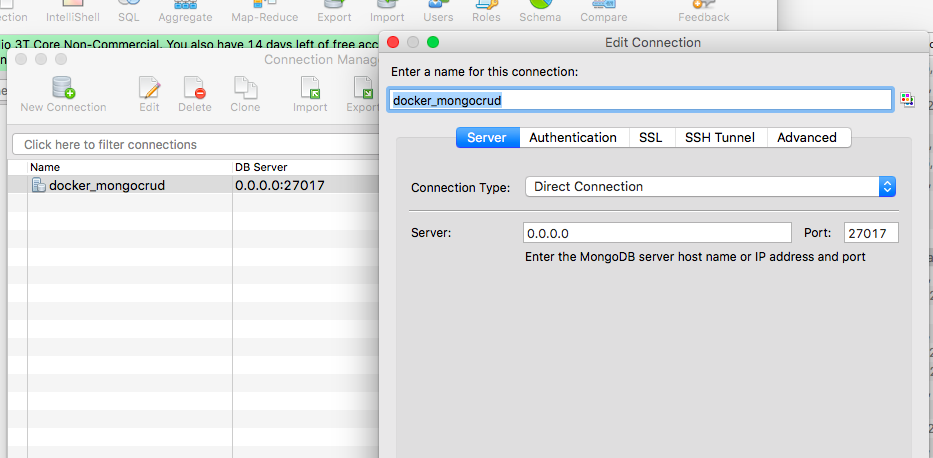 IntelliShell SQL Aggregate Map-Reduce Export Import Users Roles Schema Compare Feedback
io 3T Core Non-Commercial. You also have 14 days left of free acc
Connection Manag
New Connection Edit Delete Clone Import Export
Click here to filter connections
Name DB Server
docker_mongocrud 0.0.0.0:27017
Edit Connection
Enter a name for this connection:
docker_mongocrud
Server Authentication SSL SSH Tunnel Advanced
Connection Type: Direct Connection
Server: 0.0.0.0 Port: 27017
Enter the MongoDB server host name or IP address and port